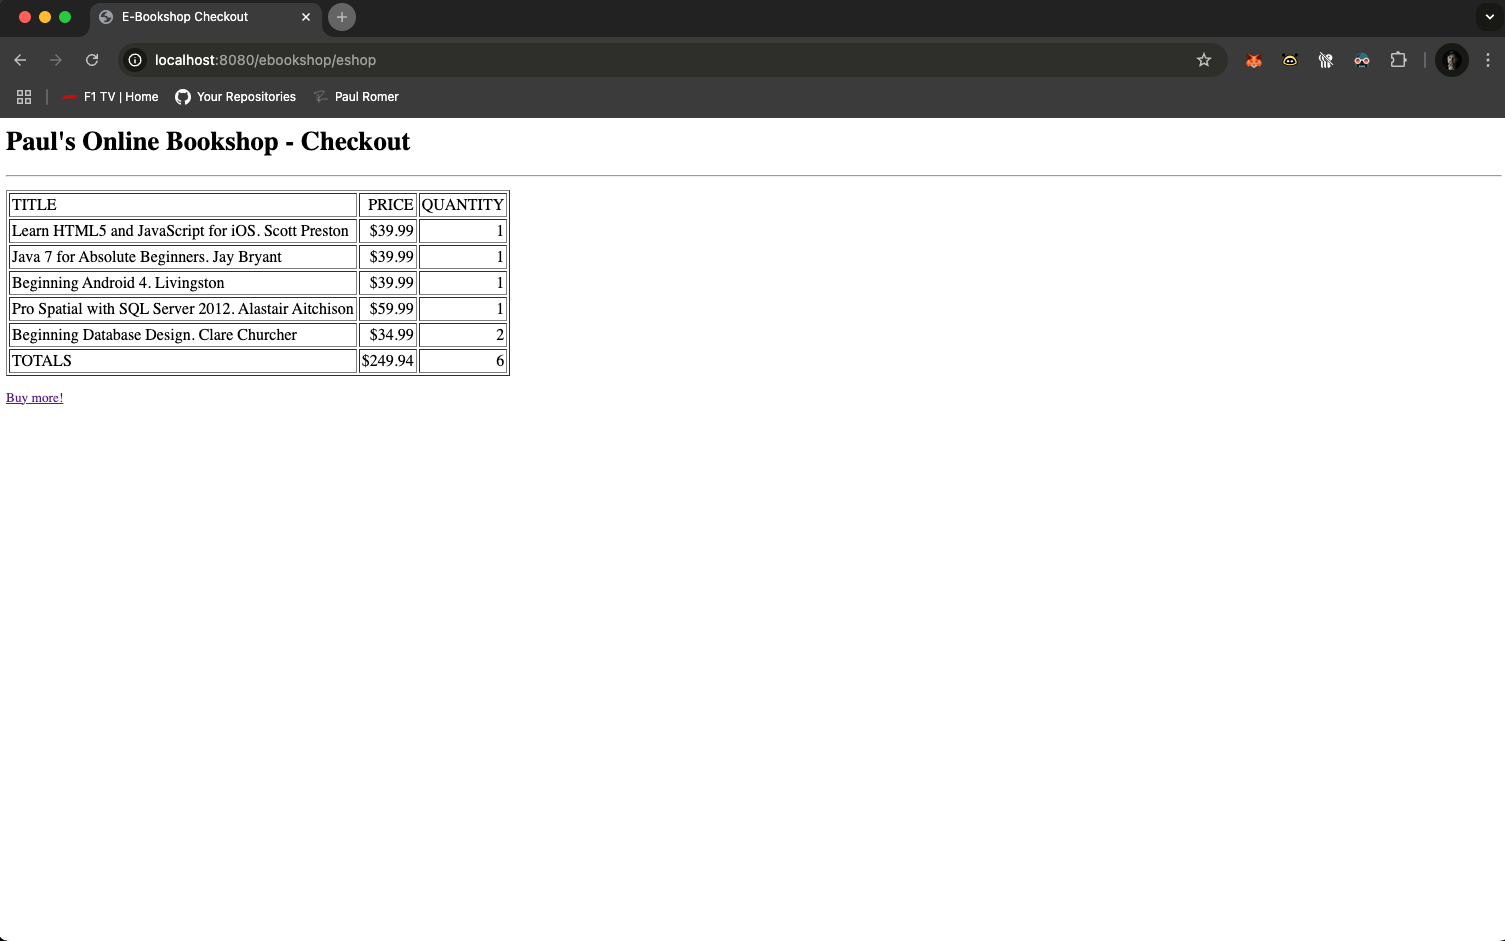 E-Bookshop Checkout
localhost:8080/ebookshop/eshop
F1 TV | Home Your Repositories Paul Romer
Paul's Online Bookshop - Checkout
TITLE PRICE QUANTITY
Learn HTML5 and JavaScript for iOS. Scott Preston $39.99 1
Java 7 for Absolute Beginners. Jay Bryant $39.99 1
Beginning Android 4. Livingston $39.99 1
Pro Spatial with SQL Server 2012. Alastair Aitchison $59.99 1
Beginning Database Design. Clare Churcher $34.99 2
TOTALS $249.94 6
Buy more!